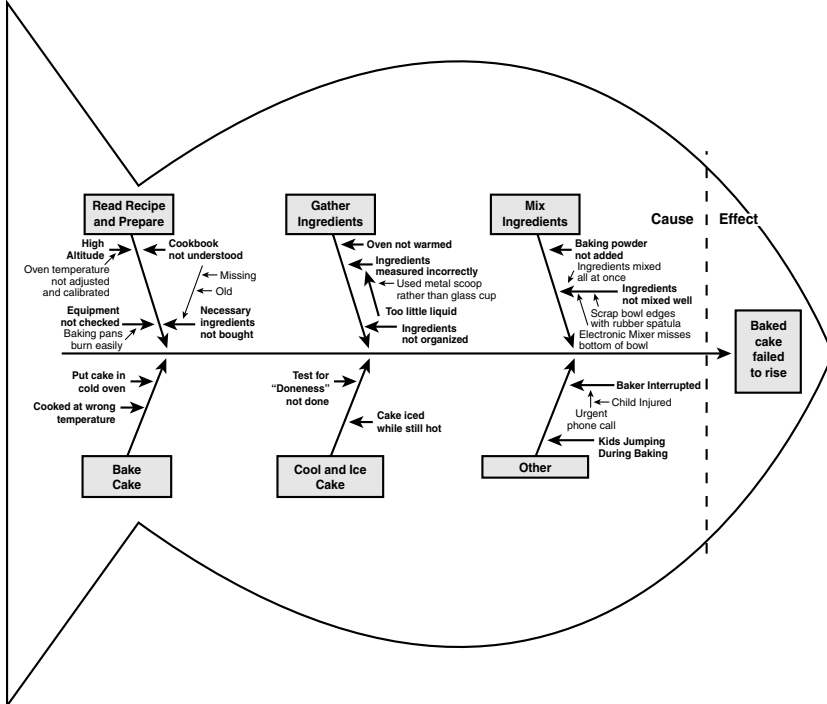 Read Recipe
and Prepare
Gather
Ingredients
Mix
Ingredients
Cause
Effect
High
Altitude
Oven temperature
not adjusted
and calibrated
Cookbook
not understood
Missing
Old
Equipment
not checked
Baking pans
burn easily
Necessary
ingredients
not bought
Oven not warmed
Ingredients
measured incorrectly
Used metal scoop
rather than glass cup
Too little liquid
Ingredients
not organized
Baking powder
not added
Ingredients mixed
all at once
Ingredients
not mixed well
Scrap bowl edges
with rubber spatula
Electronic Mixer misses
bottom of bowl
Baked
cake
failed
to rise
Put cake in
cold oven
Cooked at wrong
temperature
Test for
“Doneness”
not done
Cake iced
while still hot
Baker Interrupted
Child Injured
Urgent
phone call
Kids Jumping
During Baking
Bake
Cake
Cool and Ice
Cake
Other